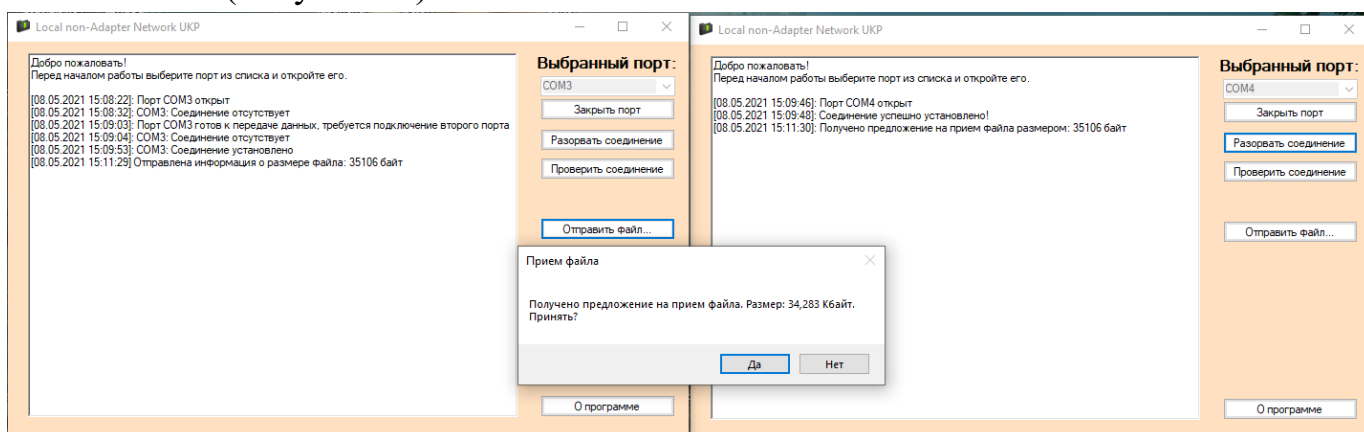 Local non-Adapter Network UKP
Добро пожаловать!
Перед началом работы выберите порт из списка и откройте его.
[08.05.2021 15:08:22]: Порт COM3 открыт
[08.05.2021 15:08:32]: COM3: Соединение отсутствует
[08.05.2021 15:09:03]: Порт COM3 готов к передаче данных, требуется подключение второго порта
[08.05.2021 15:09:04]: COM3: Соединение отсутствует
[08.05.2021 15:09:53]: COM3: Соединение установлено
[08.05.2021 15:11:29] Отправлена информация о размере файла: 35106 байт
Выбранный порт:
COM3
Закрыть порт
Разорвать соединение
Проверить соединение
Отправить файл...
О программе
Local non-Adapter Network UKP
Добро пожаловать!
Перед началом работы выберите порт из списка и откройте его.
[08.05.2021 15:09:46]: Порт COM4 открыт
[08.05.2021 15:09:48]: Соединение успешно установлено!
[08.05.2021 15:11:30]: Получено предложение на прием файла размером: 35106 байт
Выбранный порт:
COM4
Закрыть порт
Разорвать соединение
Проверить соединение
Отправить файл...
О программе
Прием файла
Получено предложение на прием файла. Размер: 34,283 Кбайт.
Принять?
Да
Нет